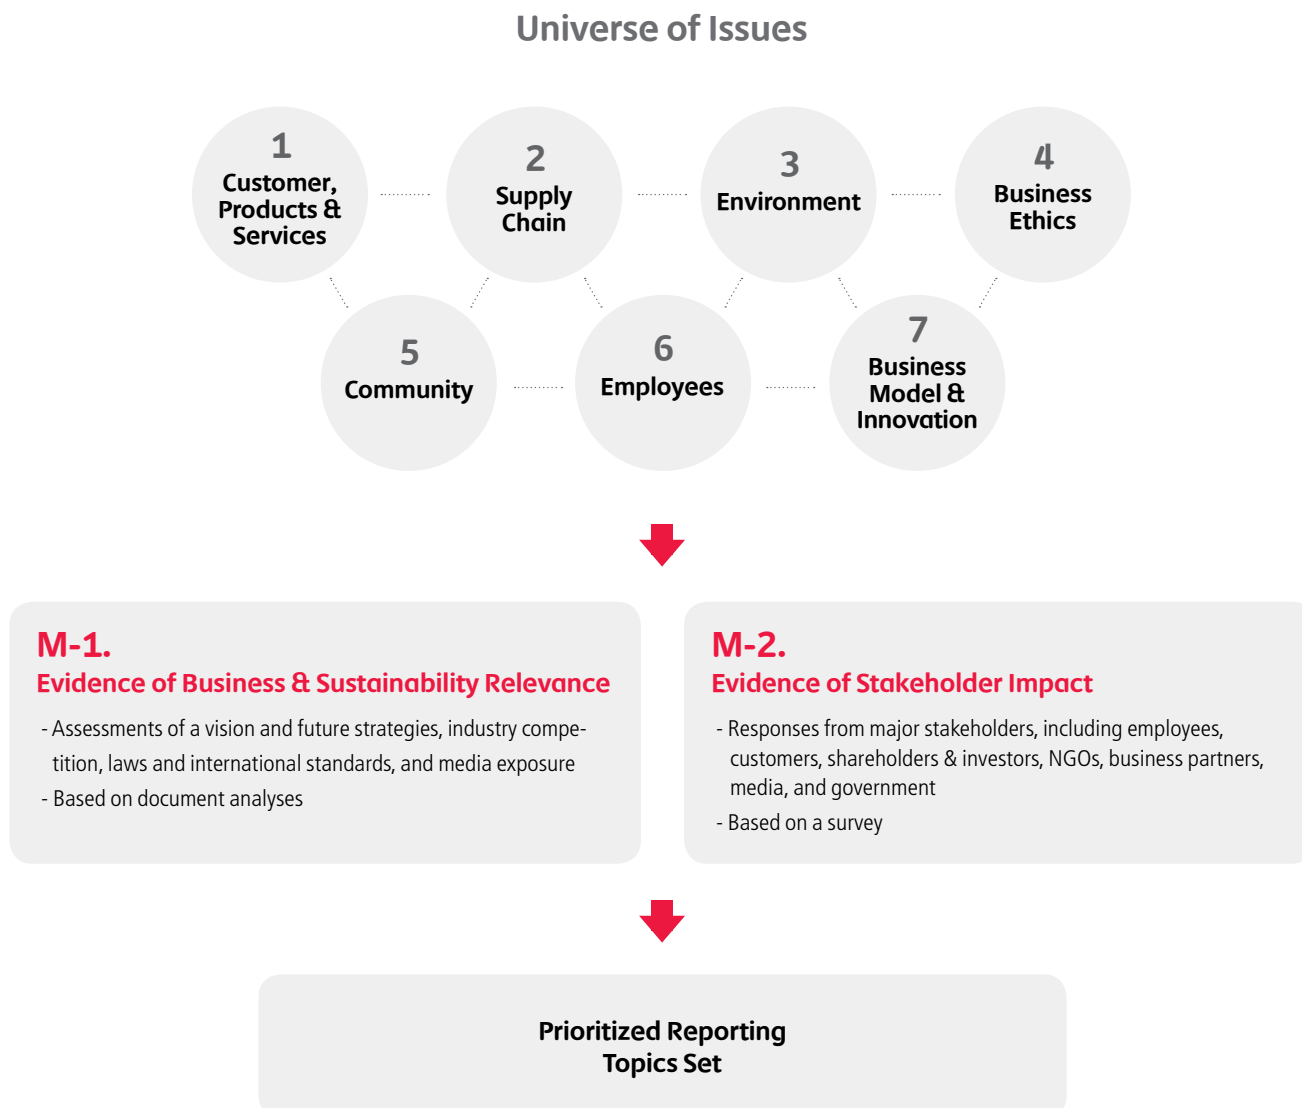 Universe of Issues
1
Customer,
Products &
Services
2
Supply
Chain
3
Environment
4
Business
Ethics
5
Community
6
Employees
7
Business
Model &
Innovation
M-1.
Evidence of Business & Sustainability Relevance
- Assessments of a vision and future strategies, industry compe-
tition, laws and international standards, and media exposure
- Based on document analyses
M-2.
Evidence of Stakeholder Impact
- Responses from major stakeholders, including employees,
customers, shareholders & investors, NGOs, business partners,
media, and government
- Based on a survey
Prioritized Reporting
Topics Set